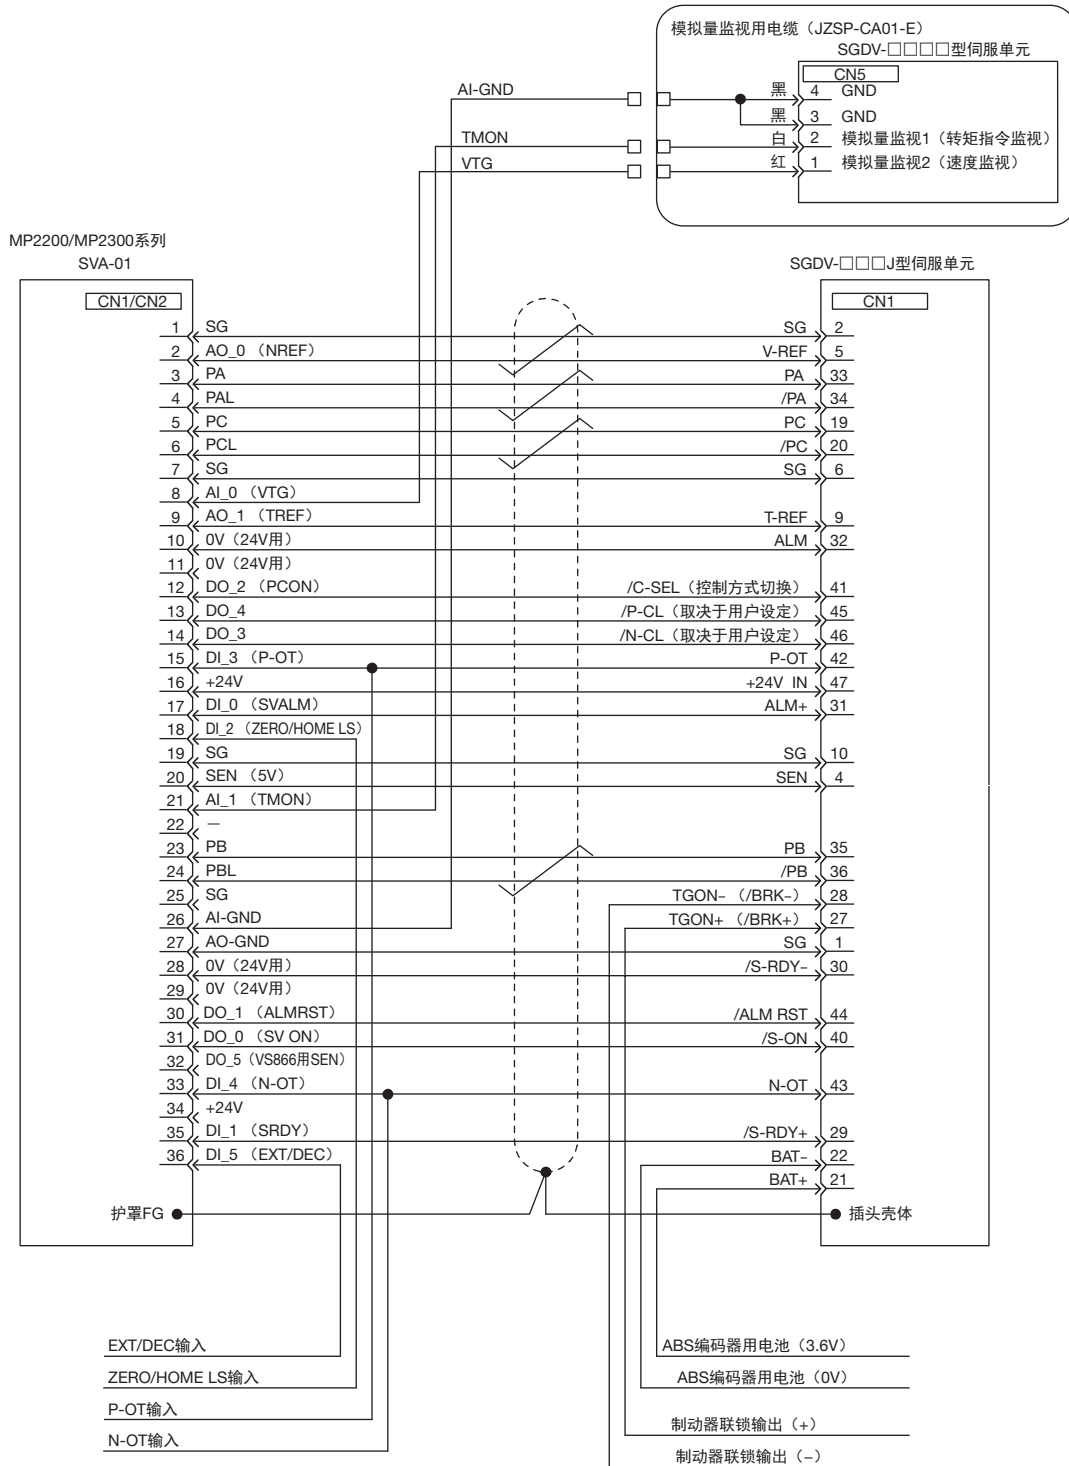 模拟量监视用电缆（JZSP-CA01-E）
SGDV-□□□□型伺服单元
CN5
AI-GND 黑 4 GND
黑 3 GND
TMON 白 2 模拟量监视1（转矩指令监视）
VTG 红 1 模拟量监视2（速度监视）
MP2200/MP2300系列
SVA-01 SGDV-□□□J型伺服单元
CN1/CN2 CN1
1 SG SG 2
2 AO_0 （NREF） V-REF 5
3 PA PA 33
4 PAL /PA 34
5 PC PC 19
6 PCL /PC 20
7 SG SG 6
8 AI_0 （VTG）
9 AO_1 （TREF） T-REF 9
10 0V（24V用） ALM 32
11 0V（24V用）
12 DO_2 （PCON） /C-SEL（控制方式切换） 41
13 DO_4 /P-CL（取决于用户设定） 45
14 DO_3 /N-CL（取决于用户设定） 46
15 DI_3 （P-OT） P-OT 42
16 +24V +24V IN 47
17 DI_0 （SVALM） ALM+ 31
18 DI_2 （ZERO/HOME LS）
19 SG SG 10
20 SEN （5V） SEN 4
21 AI_1 （TMON）
22 －
23 PB PB 35
24 PBL /PB 36
25 SG TGON− （/BRK−） 28
26 AI-GND TGON+ （/BRK+） 27
27 AO-GND SG 1
28 0V（24V用） /S-RDY− 30
29 0V（24V用）
30 DO_1 （ALMRST） /ALM RST 44
31 DO_0 （SV ON） /S-ON 40
32 DO_5（VS866用SEN）
33 DI_4 （N-OT） N-OT 43
34 +24V
35 DI_1 （SRDY） /S-RDY+ 29
36 DI_5 （EXT/DEC） BAT− 22
BAT+ 21
护罩FG 插头壳体
EXT/DEC输入 ABS编码器用电池（3.6V）
ZERO/HOME LS输入 ABS编码器用电池（0V）
P-OT输入 制动器联锁输出（+）
N-OT输入 制动器联锁输出（−）